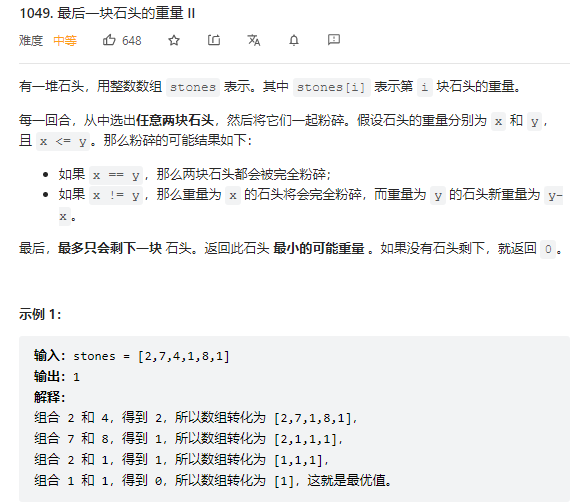 1049. 最后一块石头的重量 II
难度 中等 648
有一堆石头，用整数数组 stones 表示。其中 stones[i] 表示第 i 块石头的重量。
每一回合，从中选出任意两块石头，然后将它们一起粉碎。假设石头的重量分别为 x 和 y，
且 x <= y。那么粉碎的可能结果如下：
如果 x == y，那么两块石头都会被完全粉碎；
如果 x != y，那么重量为 x 的石头将会完全粉碎，而重量为 y 的石头新重量为 y-
x。
最后，最多只会剩下一块 石头。返回此石头 最小的可能重量 。如果没有石头剩下，就返回 0。
示例 1：
输入：stones = [2,7,4,1,8,1]
输出：1
解释：
组合 2 和 4，得到 2，所以数组转化为 [2,7,1,8,1]，
组合 7 和 8，得到 1，所以数组转化为 [2,1,1,1]，
组合 2 和 1，得到 1，所以数组转化为 [1,1,1]，
组合 1 和 1，得到 0，所以数组转化为 [1]，这就是最优值。